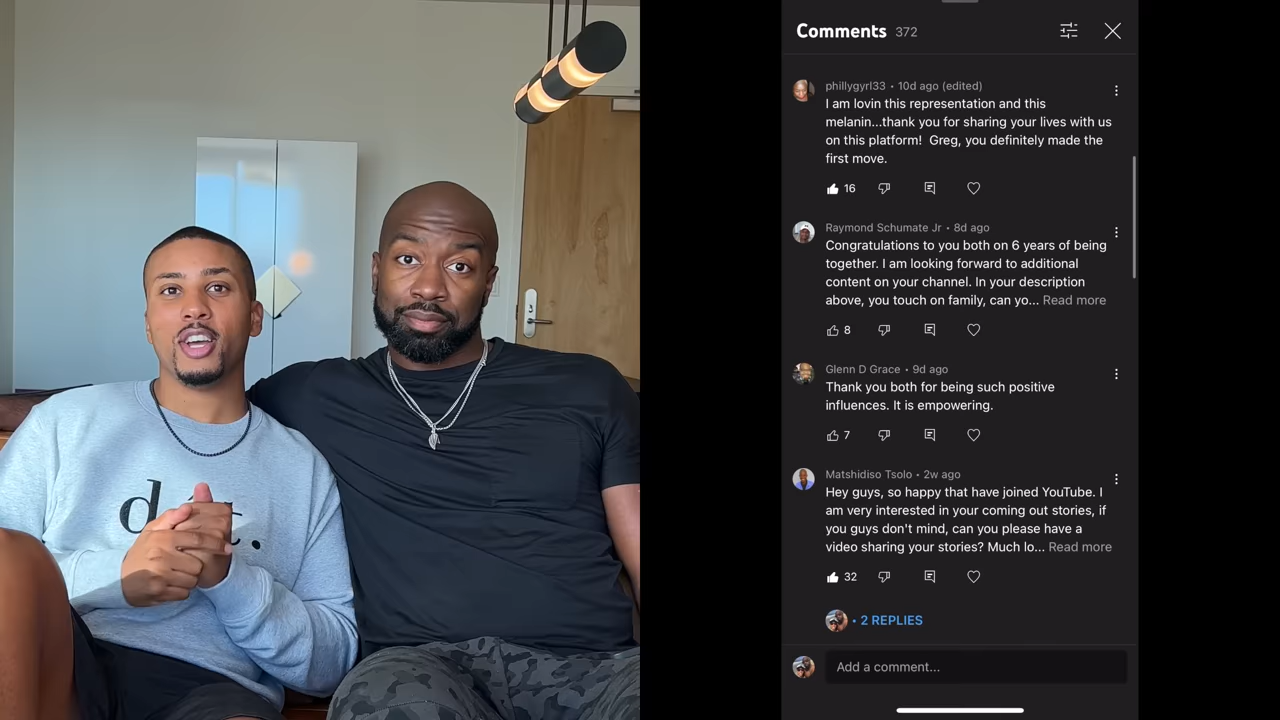 Comments 372
phillygyrl33 • 10d ago (edited)
I am lovin this representation and this
melanin...thank you for sharing your lives with us
on this platform!  Greg, you definitely made the
first move.
16
Raymond Schumate Jr • 8d ago
Congratulations to you both on 6 years of being
together. I am looking forward to additional
content on your channel. In your description
above, you touch on family, can yo... Read more
8
Glenn D Grace • 9d ago
Thank you both for being such positive
influences. It is empowering.
7
Matshidiso Tsolo • 2w ago
Hey guys, so happy that have joined YouTube. I
am very interested in your coming out stories, if
you guys don't mind, can you please have a
video sharing your stories? Much lo... Read more
32
• 2 REPLIES
Add a comment...